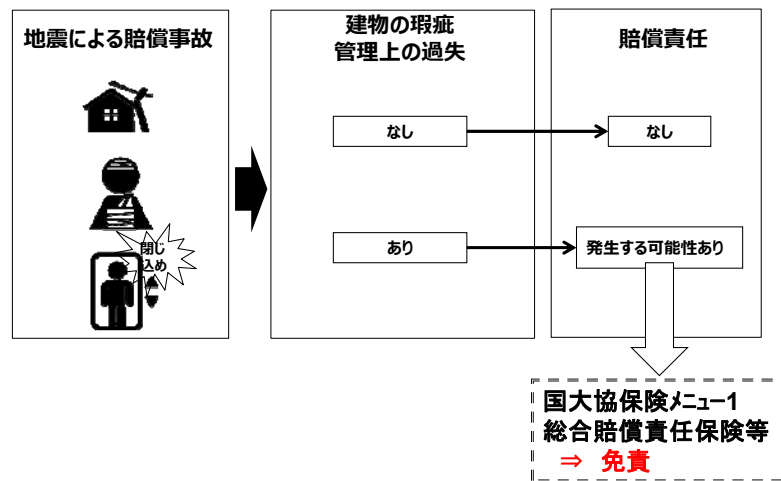 地震による賠償事故
閉じ
込め
建物の瑕疵
管理上の過失
なし
あり
賠償責任
なし
発生する可能性あり
国大協保険メニュー1
総合賠償責任保険等
⇒ 免責